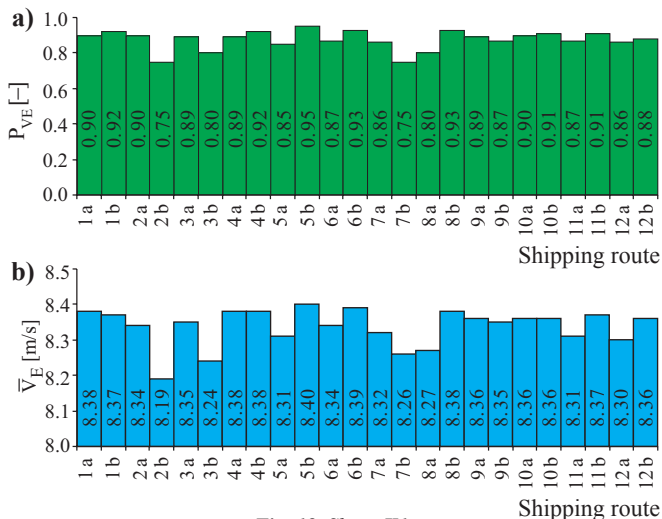 a)
P_VE [–]
1.0
0.8
0.6
0.4
0.2
0.0
0.90 0.92 0.90 0.75 0.89 0.80 0.89 0.92 0.85 0.95 0.87 0.93 0.86 0.75 0.80 0.93 0.89 0.87 0.90 0.91 0.87 0.91 0.86 0.88
1a 1b 2a 2b 3a 3b 4a 4b 5a 5b 6a 6b 7a 7b 8a 8b 9a 9b 10a 10b 11a 11b 12a 12b
Shipping route
b)
V̅_E [m/s]
8.5
8.4
8.3
8.2
8.1
8.0
8.38 8.37 8.34 8.19 8.35 8.24 8.38 8.38 8.31 8.40 8.34 8.39 8.32 8.26 8.27 8.38 8.36 8.35 8.36 8.36 8.31 8.37 8.30 8.36
1a 1b 2a 2b 3a 3b 4a 4b 5a 5b 6a 6b 7a 7b 8a 8b 9a 9b 10a 10b 11a 11b 12a 12b
Shipping route